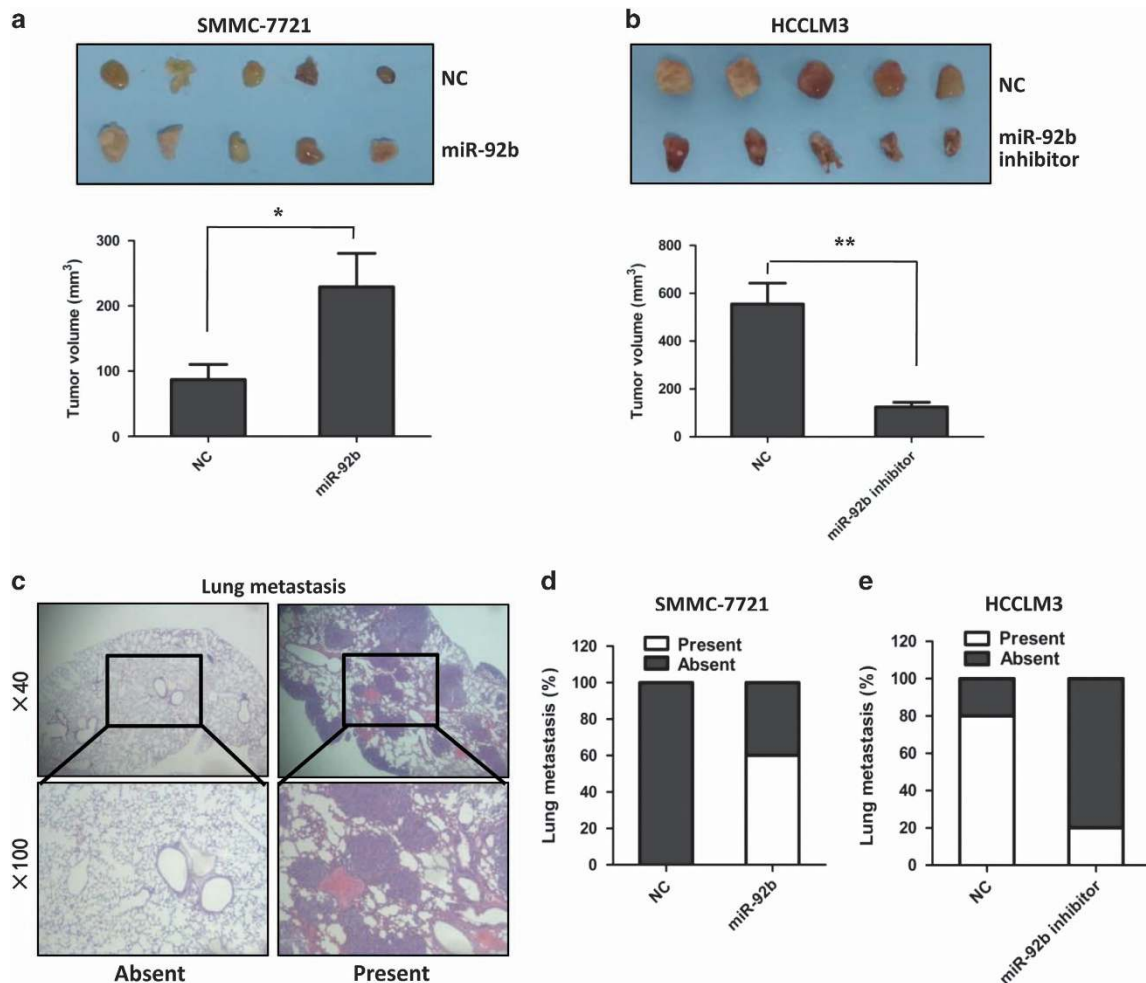 a
SMMC-7721
NC
miR-92b
*
Tumor volume (mm³)
300
200
100
0
NC
miR-92b
b
HCCLM3
NC
miR-92b
inhibitor
**
Tumor volume (mm³)
800
600
400
200
0
NC
miR-92b inhibitor
c
Lung metastasis
×40
×100
Absent
Present
d
SMMC-7721
Present
Absent
Lung metastasis (%)
120
100
80
60
40
20
0
NC
miR-92b
e
HCCLM3
Present
Absent
Lung metastasis (%)
120
100
80
60
40
20
0
NC
miR-92b inhibitor